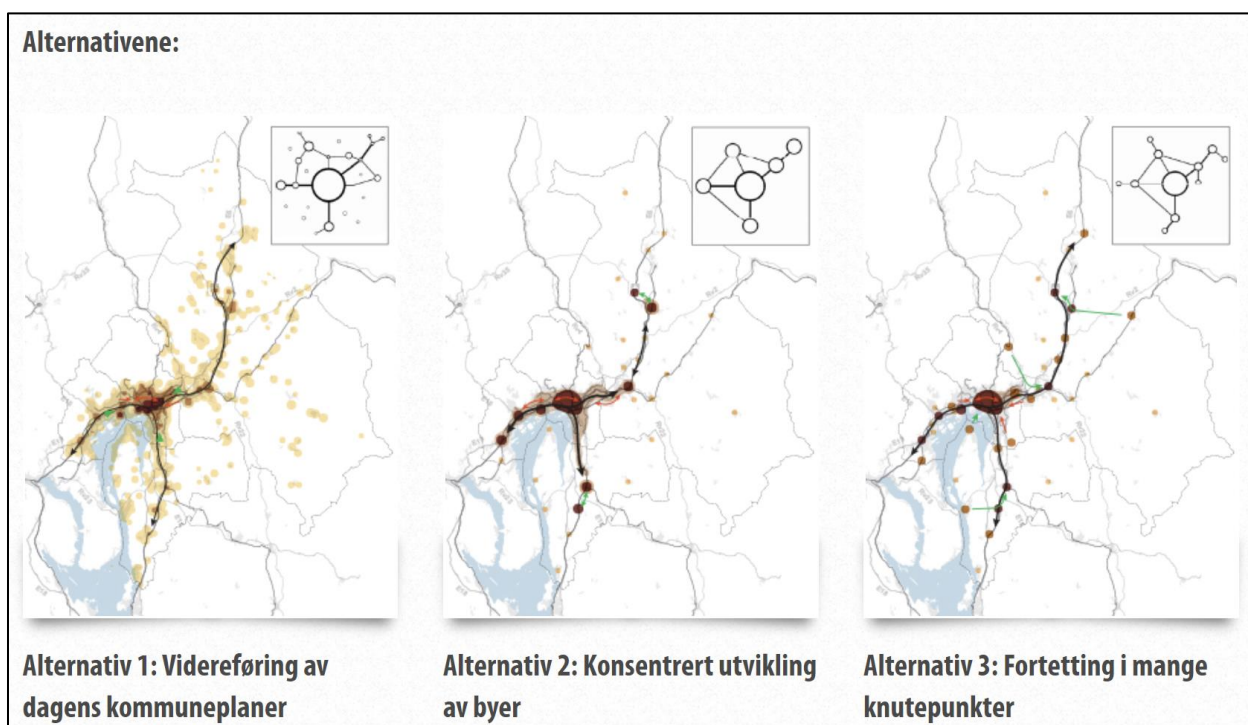 Alternativene:
Alternativ 1: Videreføring av
dagens kommuneplaner
Alternativ 2: Konsentrert utvikling
av byer
Alternativ 3: Fortetting i mange
knutepunkter